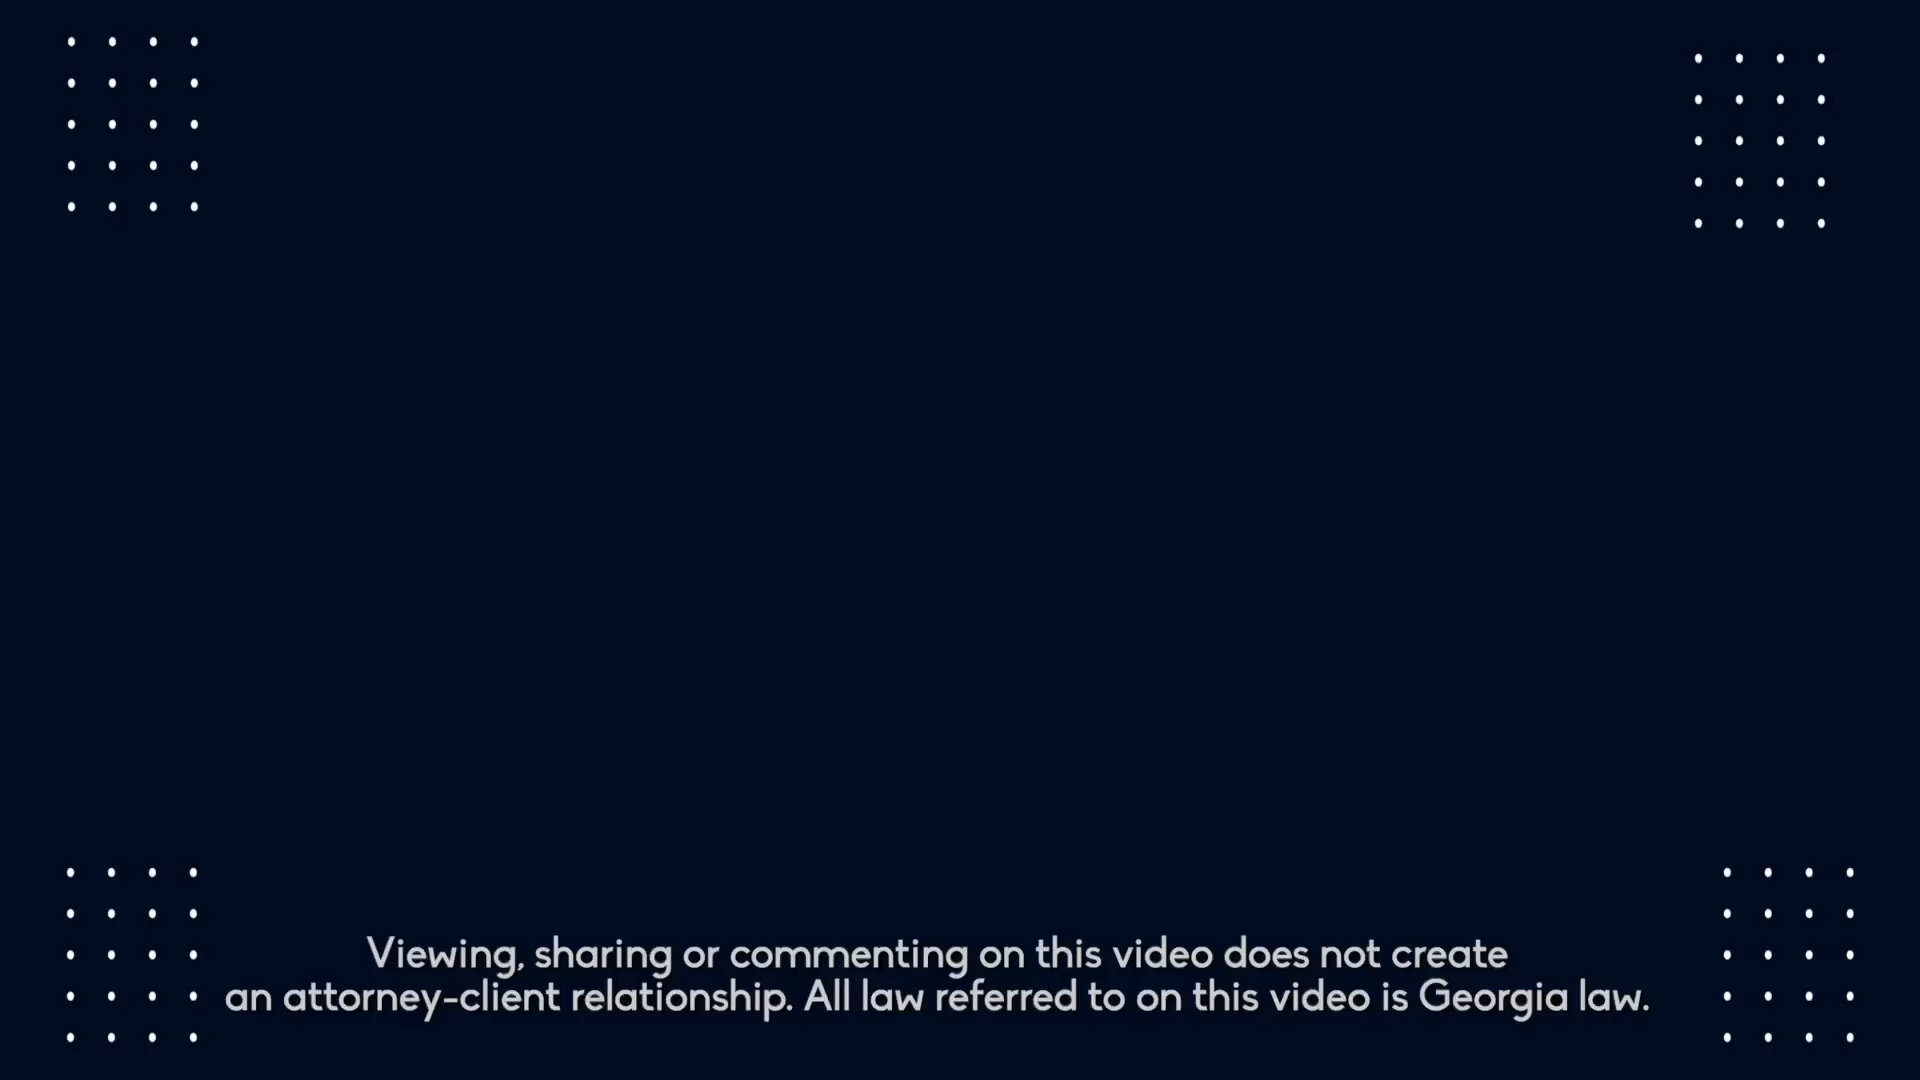 Viewing, sharing or commenting on this video does not create
an attorney-client relationship. All law referred to on this video is Georgia law.